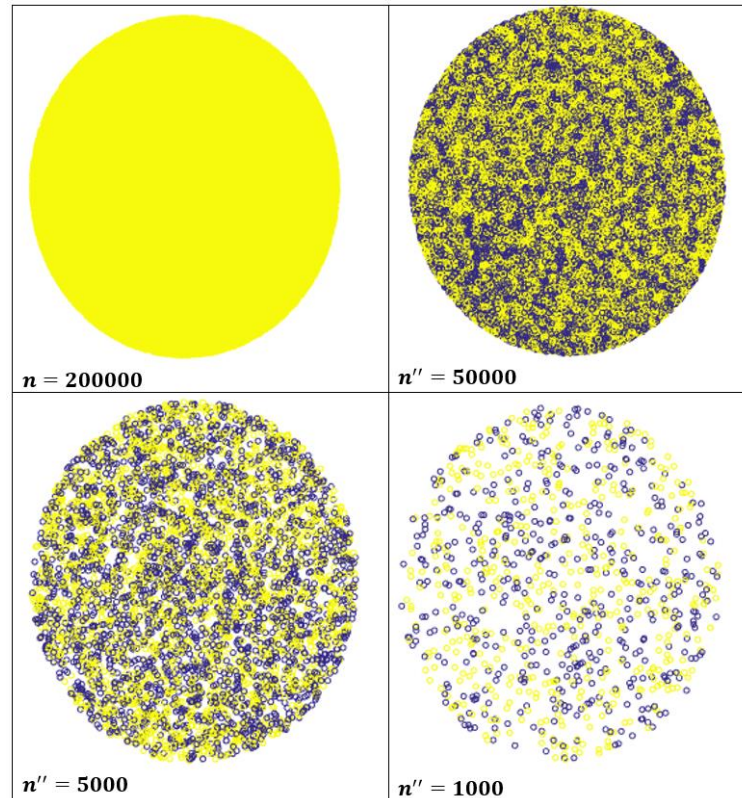 n = 200000
n'' = 50000
n'' = 5000
n'' = 1000